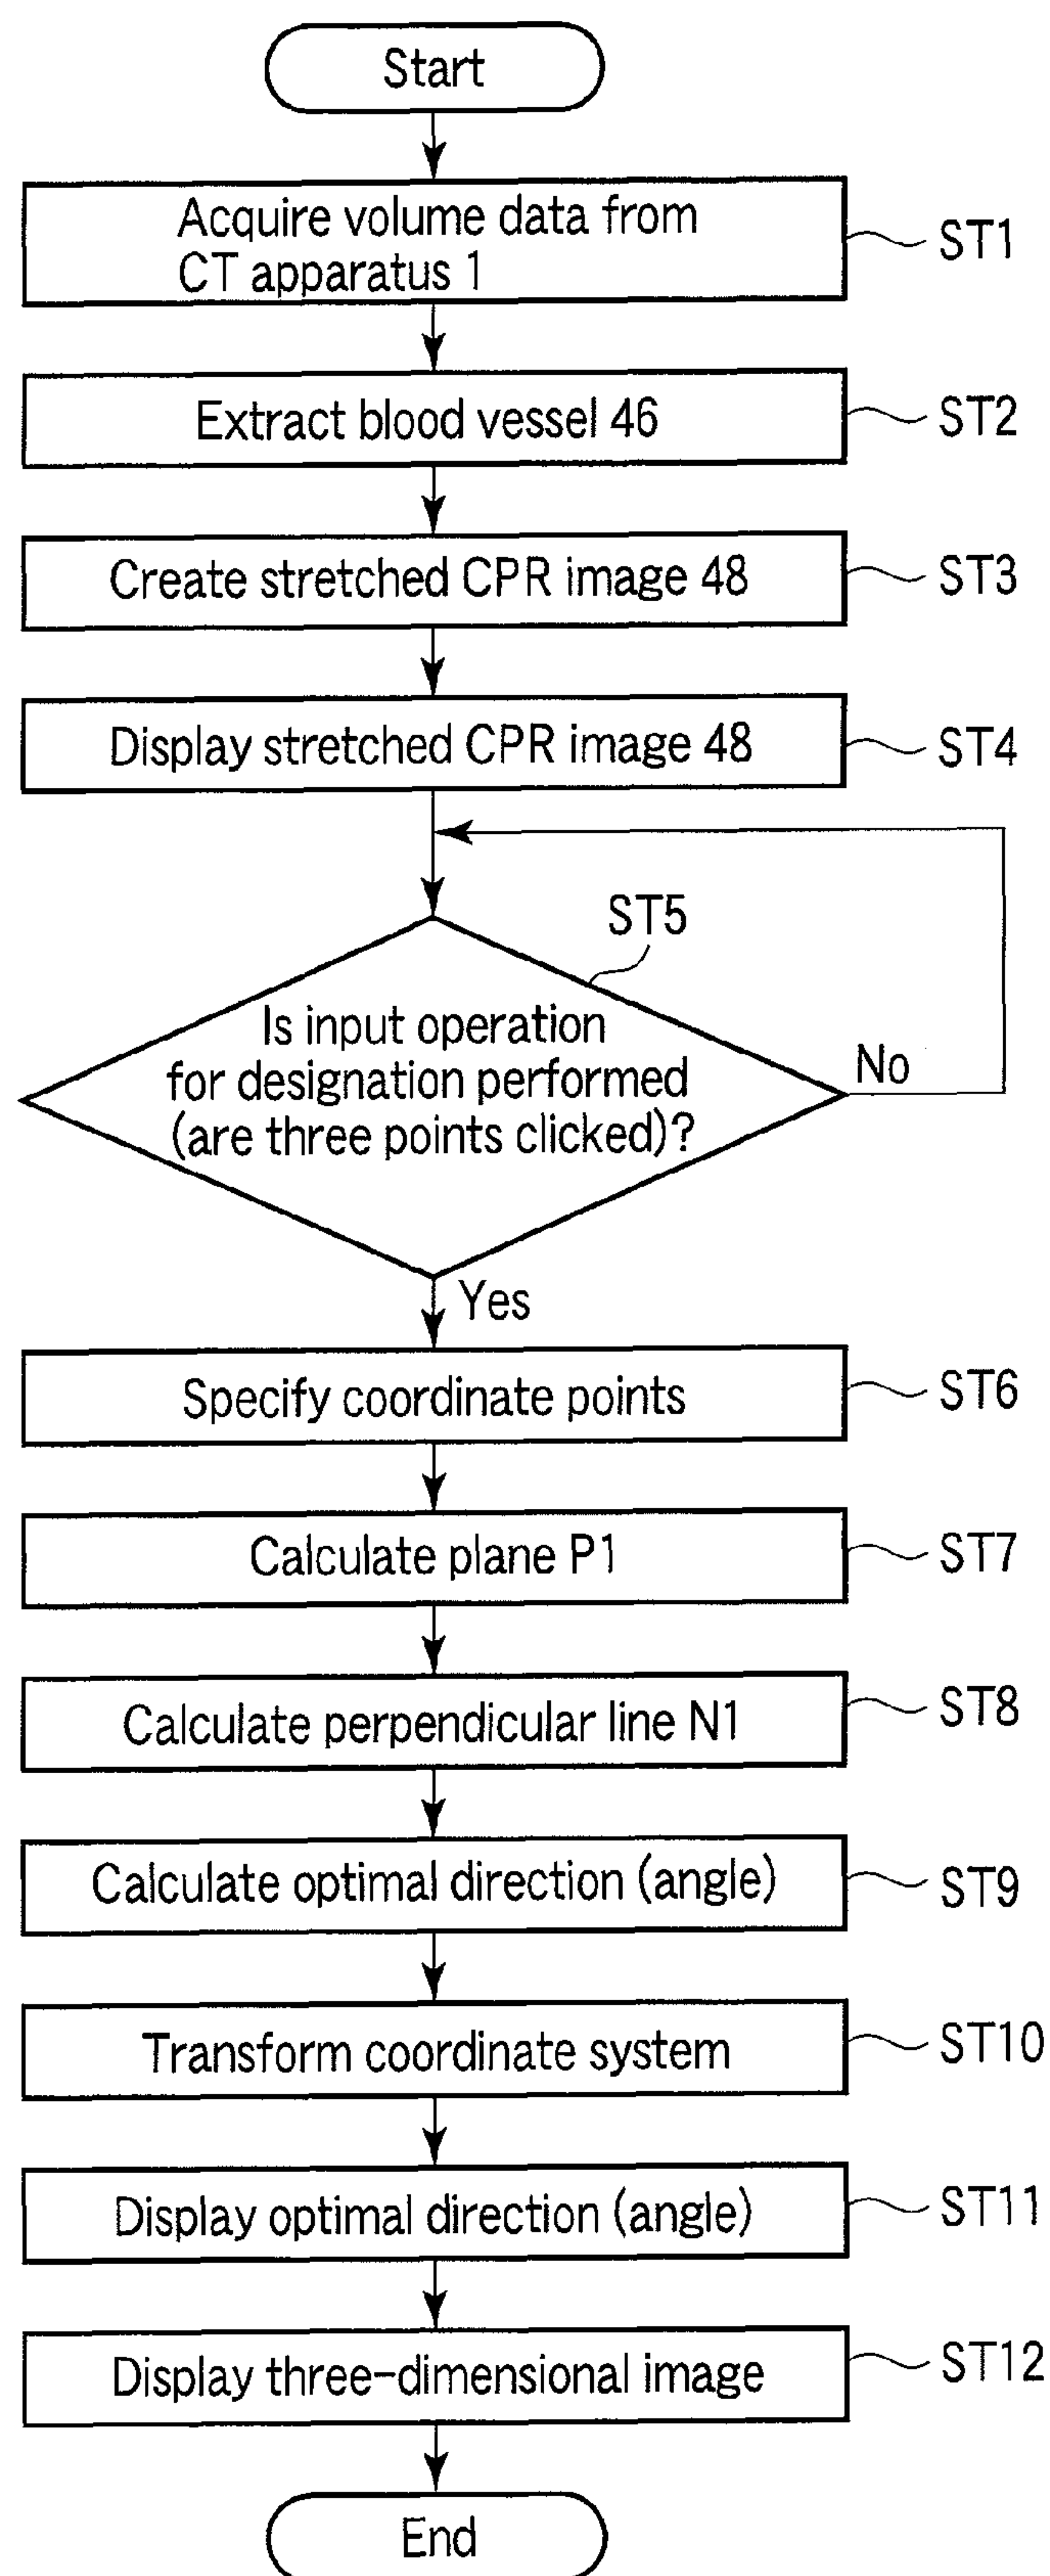 Start
Acquire volume data from
CT apparatus 1
ST1
Extract blood vessel 46
ST2
Create stretched CPR image 48
ST3
Display stretched CPR image 48
ST4
ST5
Is input operation
for designation performed
(are three points clicked)?
No
Yes
Specify coordinate points
ST6
Calculate plane P1
ST7
Calculate perpendicular line N1
ST8
Calculate optimal direction (angle)
ST9
Transform coordinate system
ST10
Display optimal direction (angle)
ST11
Display three-dimensional image
ST12
End